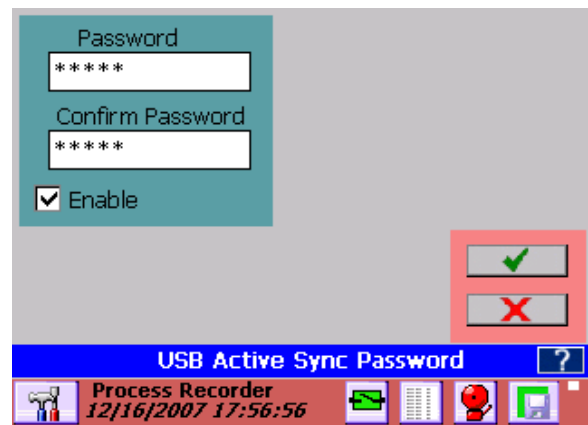 Password
*****
Confirm Password
*****
Enable
USB Active Sync Password ?
Process Recorder
12/16/2007 17:56:56